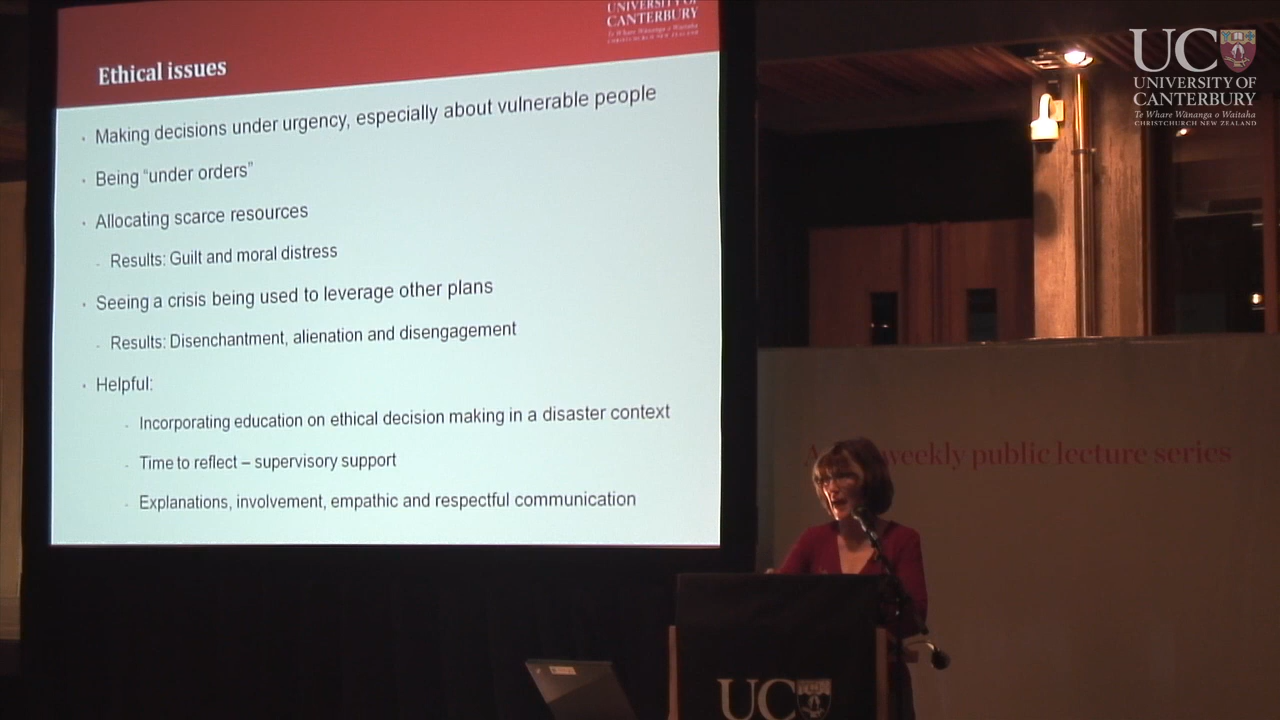 UNIVERSITY OF
CANTERBURY
Te Whare Wānanga o Waitaha
CHRISTCHURCH NEW ZEALAND
Ethical issues
· Making decisions under urgency, especially about vulnerable people
· Being “under orders”
· Allocating scarce resources
- Results: Guilt and moral distress
· Seeing a crisis being used to leverage other plans
- Results: Disenchantment, alienation and disengagement
· Helpful:
- Incorporating education on ethical decision making in a disaster context
- Time to reflect – supervisory support
- Explanations, involvement, empathic and respectful communication
UC
UNIVERSITY OF
CANTERBURY
Te Whare Wānanga o Waitaha
CHRISTCHURCH NEW ZEALAND
weekly public lecture series
UC